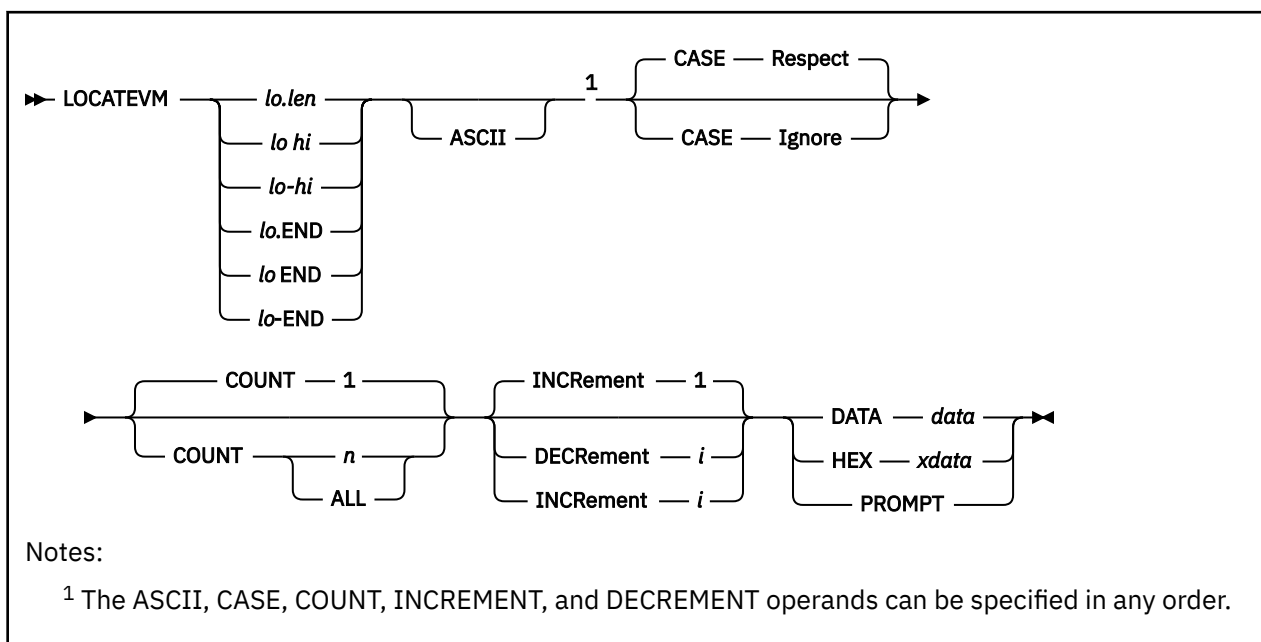 CASE Respect
LOCATEVM lo.len 1
ASCII CASE Ignore
lo hi
lo-hi
lo.END
lo END
lo-END
COUNT 1 INCRement 1
DATA data
COUNT n DECRement i HEX xdata
ALL INCRement i PROMPT
Notes:
1 The ASCII, CASE, COUNT, INCREMENT, and DECREMENT operands can be specified in any order.